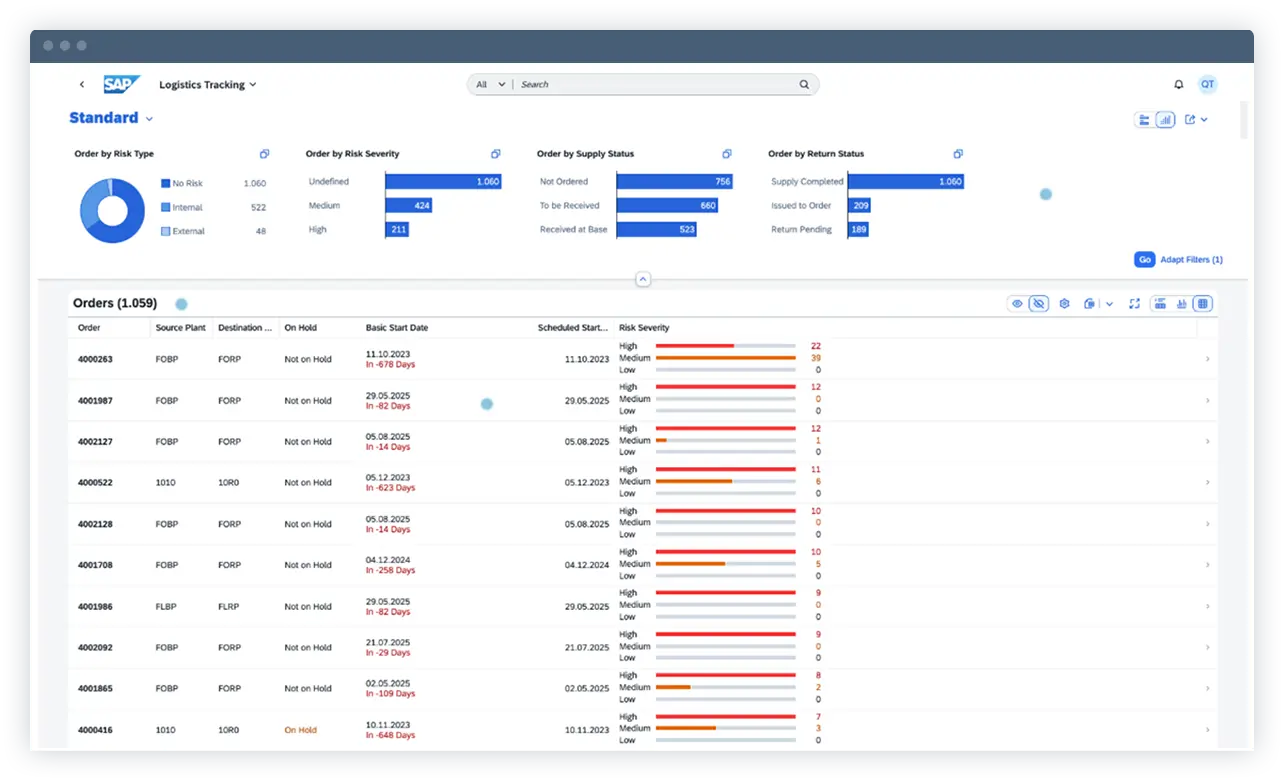 SAP Logistics Tracking All Search QT
Standard
Order by Risk Type
No Risk 1.060
Internal 522
External 48
Order by Risk Severity
Undefined 1.060
Medium 424
High 211
Order by Supply Status
Not Ordered 756
To be Received 660
Received at Base 523
Order by Return Status
Supply Completed 1.060
Issued to Order 209
Return Pending 189
Go Adapt Filters (1)
Orders (1.059)
Order Source Plant Destination ... On Hold Basic Start Date Scheduled Start... Risk Severity
4000263 FOBP FORP Not on Hold 11.10.2023 11.10.2023
In -678 Days
High 22
Medium 39
Low 0
4001987 FOBP FORP Not on Hold 29.05.2025 29.05.2025
In -82 Days
High 12
Medium 0
Low 0
4002127 FOBP FORP Not on Hold 05.08.2025 05.08.2025
In -14 Days
High 12
Medium 1
Low 0
4000522 1010 10R0 Not on Hold 05.12.2023 05.12.2023
In -623 Days
High 11
Medium 6
Low 0
4002128 FOBP FORP Not on Hold 05.08.2025 05.08.2025
In -14 Days
High 10
Medium 0
Low 0
4001708 FOBP FORP Not on Hold 04.12.2024 04.12.2024
In -258 Days
High 10
Medium 5
Low 0
4001986 FLBP FLRP Not on Hold 29.05.2025 29.05.2025
In -82 Days
High 9
Medium 0
Low 0
4002092 FOBP FORP Not on Hold 21.07.2025 21.07.2025
In -29 Days
High 9
Medium 0
Low 0
4001865 FOBP FORP Not on Hold 02.05.2025 02.05.2025
In -109 Days
High 8
Medium 2
Low 0
4000416 1010 10R0 On Hold 10.11.2023 10.11.2023
In -648 Days
High 7
Medium 3
Low 0